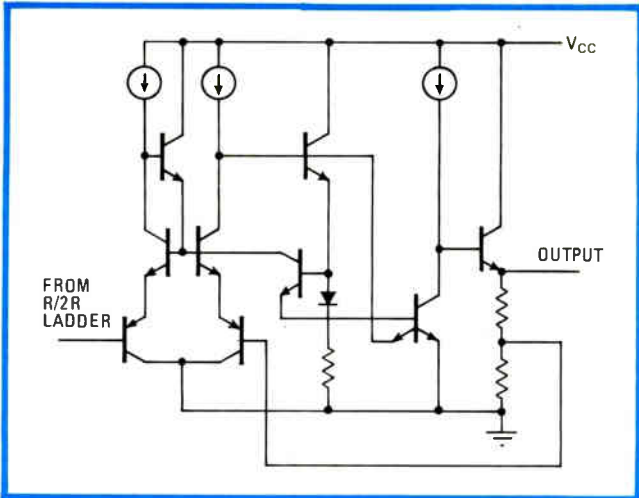 VCC
OUTPUT
FROM
R/2R
LADDER